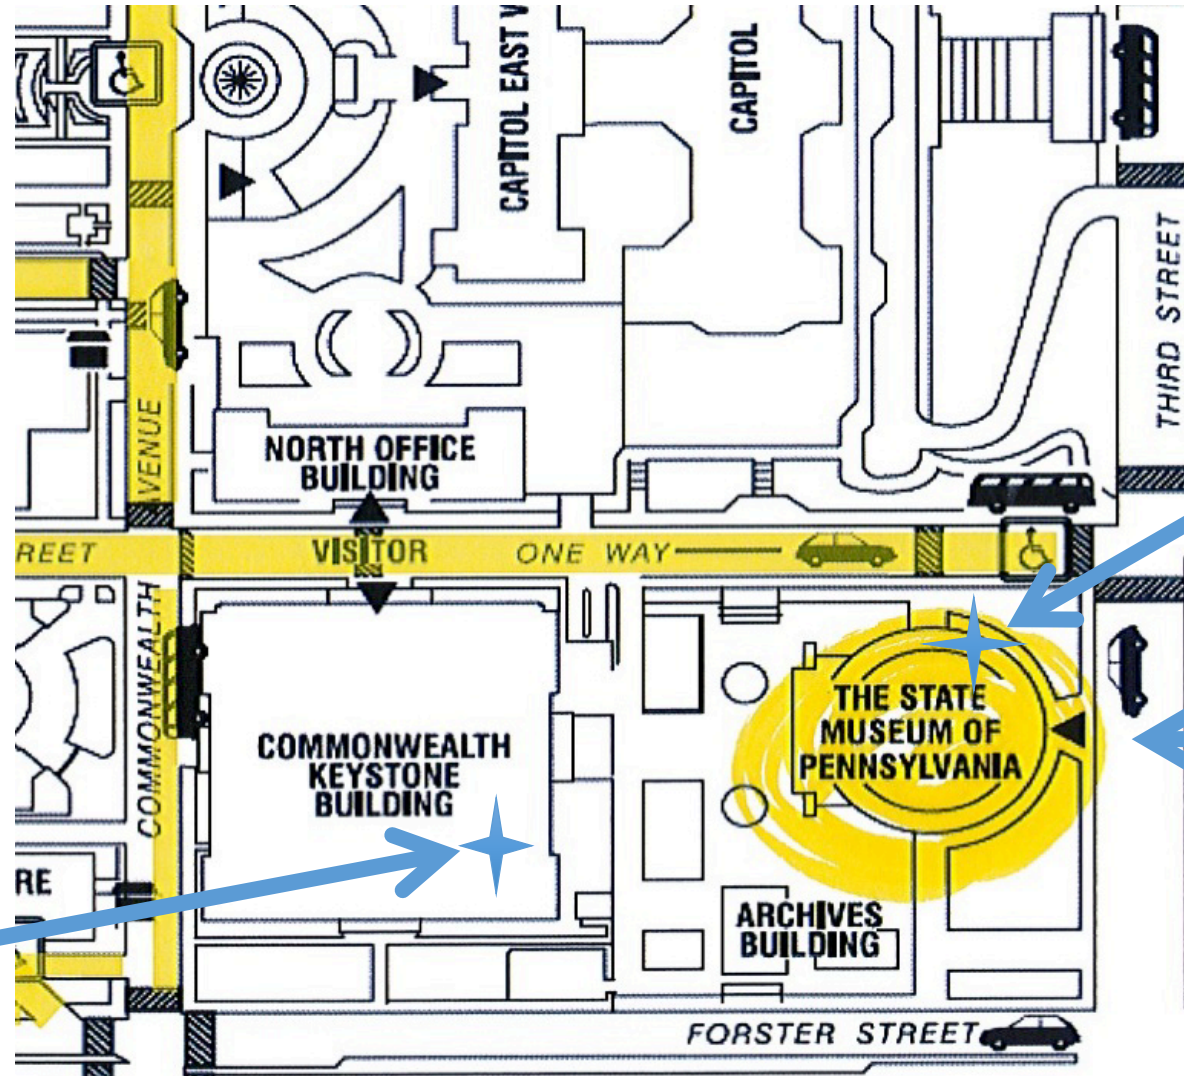 CAPITOL EAST
CAPITOL
THIRD STREET
AVENUE
NORTH OFFICE
BUILDING
REET
VISITOR
ONE WAY
COMMONWEALTH
COMMONWEALTH
KEYSTONE
BUILDING
THE STATE
MUSEUM OF
PENNSYLVANIA
RE
ARCHIVES
BUILDING
FORSTER STREET